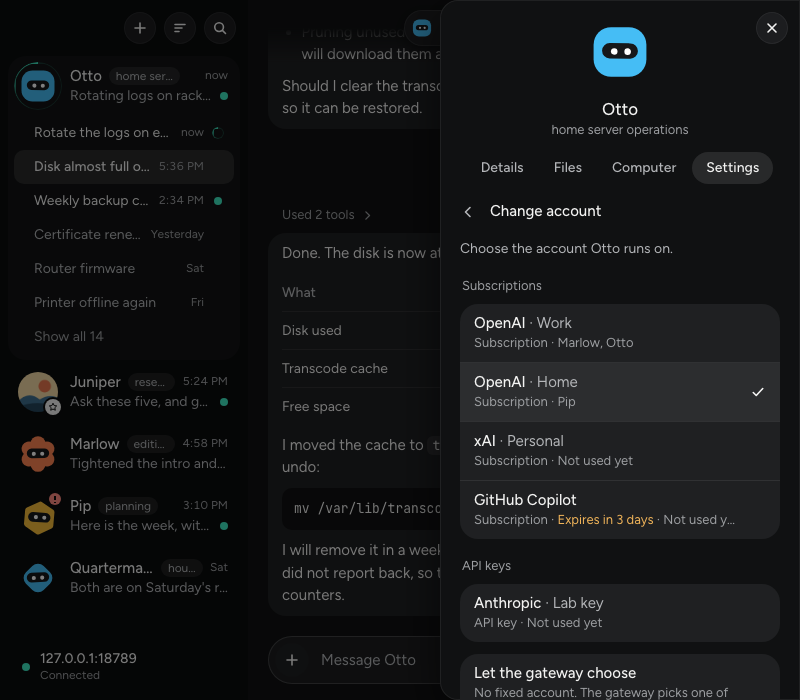 Otto
home ser...
now
Rotating logs on rack...
Rotate the logs on e...
now
Disk almost full o...
5:36 PM
Weekly backup c...
2:34 PM
Certificate rene...
Yesterday
Router firmware
Sat
Printer offline again
Fri
Show all 14
Juniper
rese...
5:24 PM
Ask these five, and g...
Marlow
editi...
4:58 PM
Tightened the intro and...
Pip
planning
3:10 PM
Here is the week, wit...
Quarterma...
hou...
Sat
Both are on Saturday's r...
127.0.0.1:18789
Connected
Pruning unused
will download them a
Should I clear the transc
so it can be restored.
Used 2 tools
Done. The disk is now at
What
Disk used
Transcode cache
Free space
I moved the cache to
undo:
mv /var/lib/transco
I will remove it in a week
did not report back, so t
counters.
Message Otto
Otto
home server operations
Details
Files
Computer
Settings
Change account
Choose the account Otto runs on.
Subscriptions
OpenAI · Work
Subscription · Marlow, Otto
OpenAI · Home
Subscription · Pip
xAI · Personal
Subscription · Not used yet
GitHub Copilot
Subscription · Expires in 3 days · Not used y...
API keys
Anthropic · Lab key
API key · Not used yet
Let the gateway choose
No fixed account. The gateway picks one of